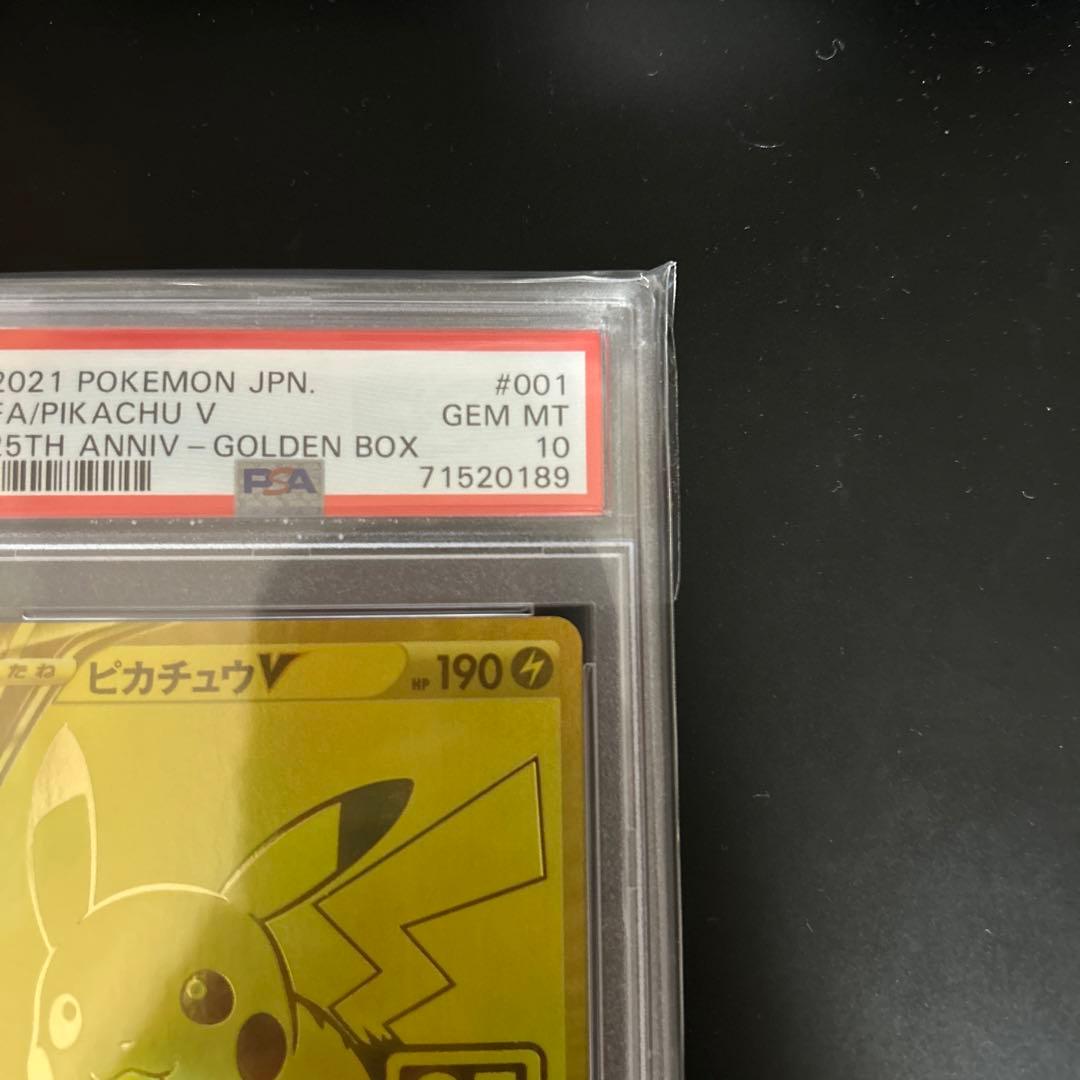 2021 POKEMON JPN. #001
FA/PIKACHU V GEM MT
25TH ANNIV-GOLDEN BOX 10
PSA 71520189
たね ピカチュウV HP 190